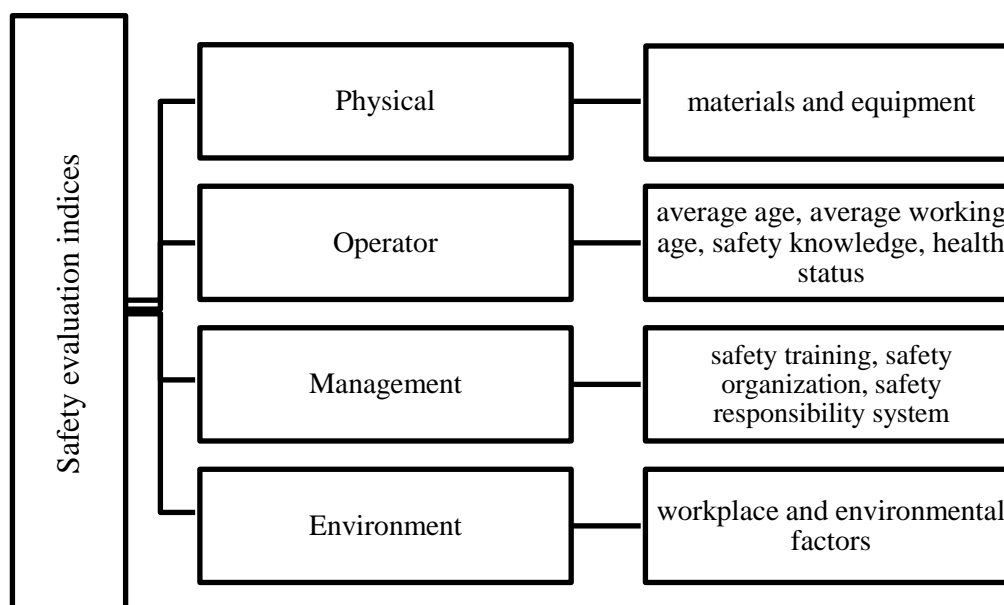 Safety evaluation indices
Physical
materials and equipment
Operator
average age, average working
age, safety knowledge, health
status
Management
safety training, safety
organization, safety
responsibility system
Environment
workplace and environmental
factors